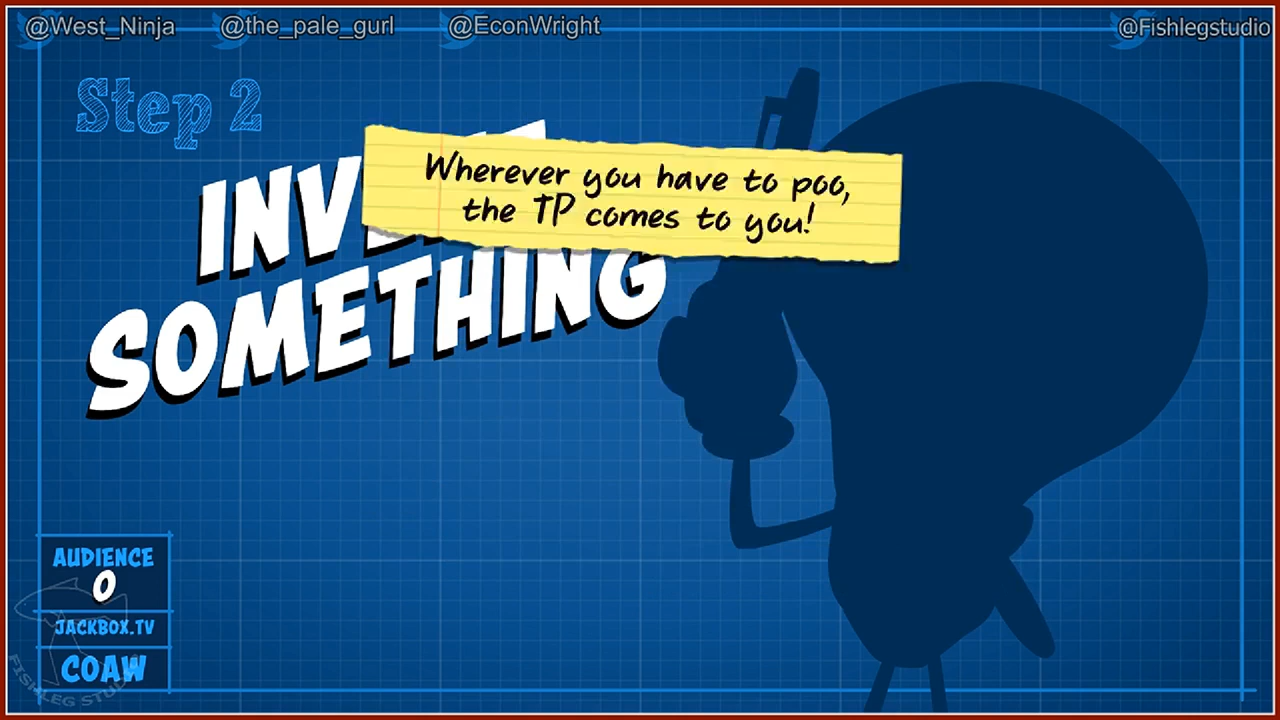 @West_Ninja @the_pale_gurl @EconWright @Fishlegstudio
Step 2
Wherever you have to poo,
the TP comes to you!
SOMETHING
AUDIENCE
0
JACKBOX.TV
COAW